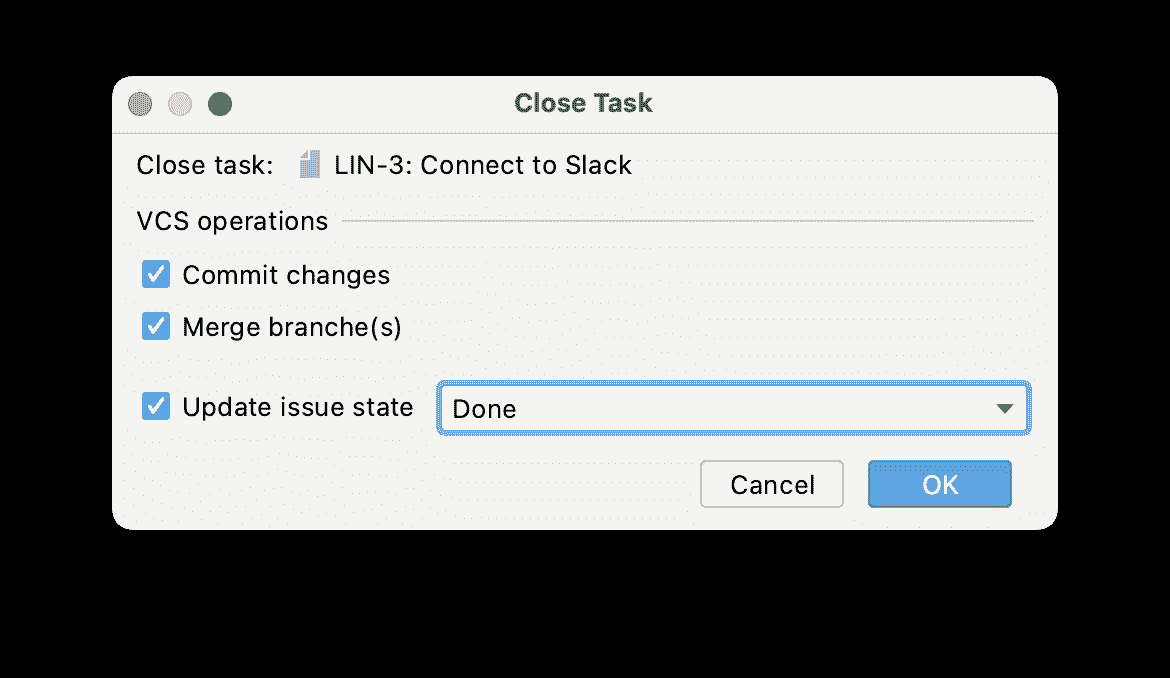 Close Task
Close task: LIN-3: Connect to Slack
VCS operations
Commit changes
Merge branche(s)
Update issue state Done
Cancel OK